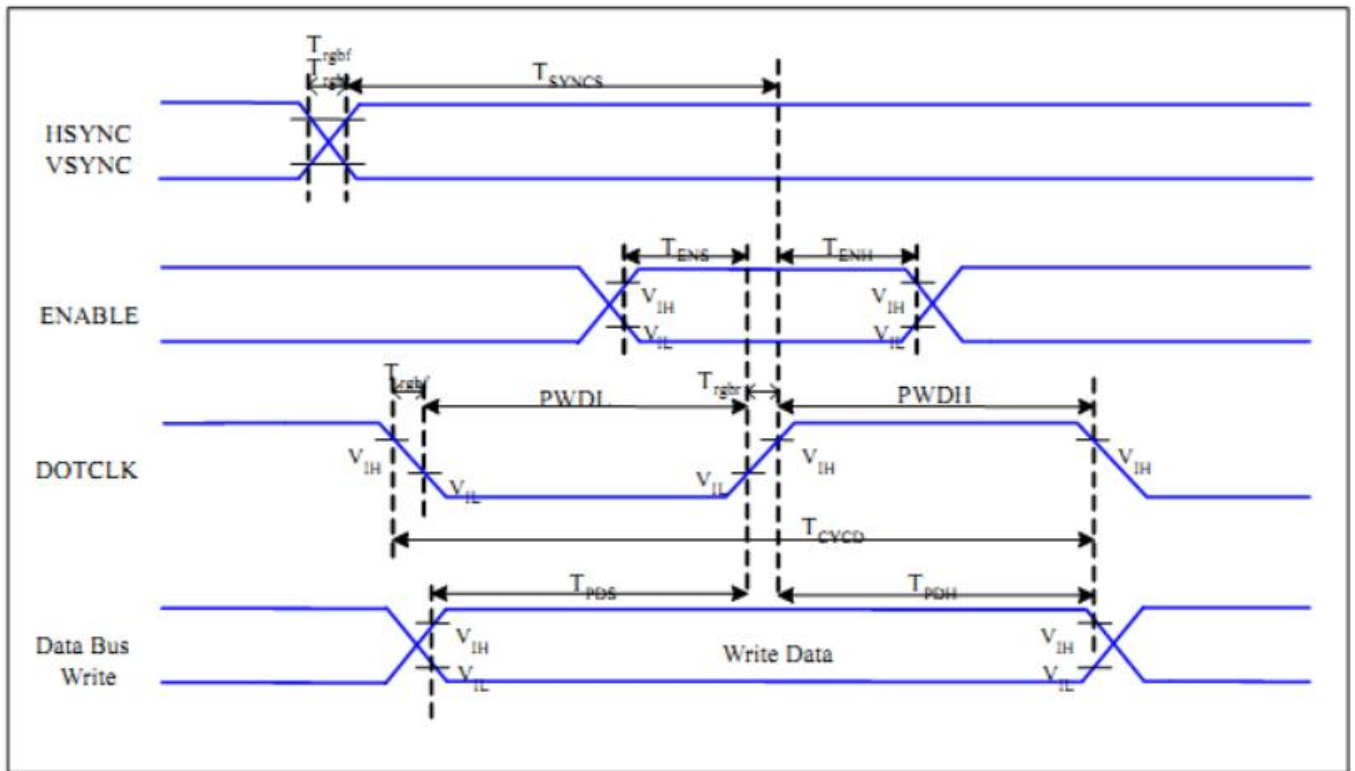 Trgbf
Trgbr TSYNCS
HSYNC
VSYNC
TENS TENH
VIH VIH
ENABLE
VIL VIL
Trgbf Trgbr
PWDL PWDH
VIH VIH VIH
DOTCLK
VIL VIL
TCYCD
TPDS TPDH
VIH VIH
Data Bus Write Data
Write VIL VIL